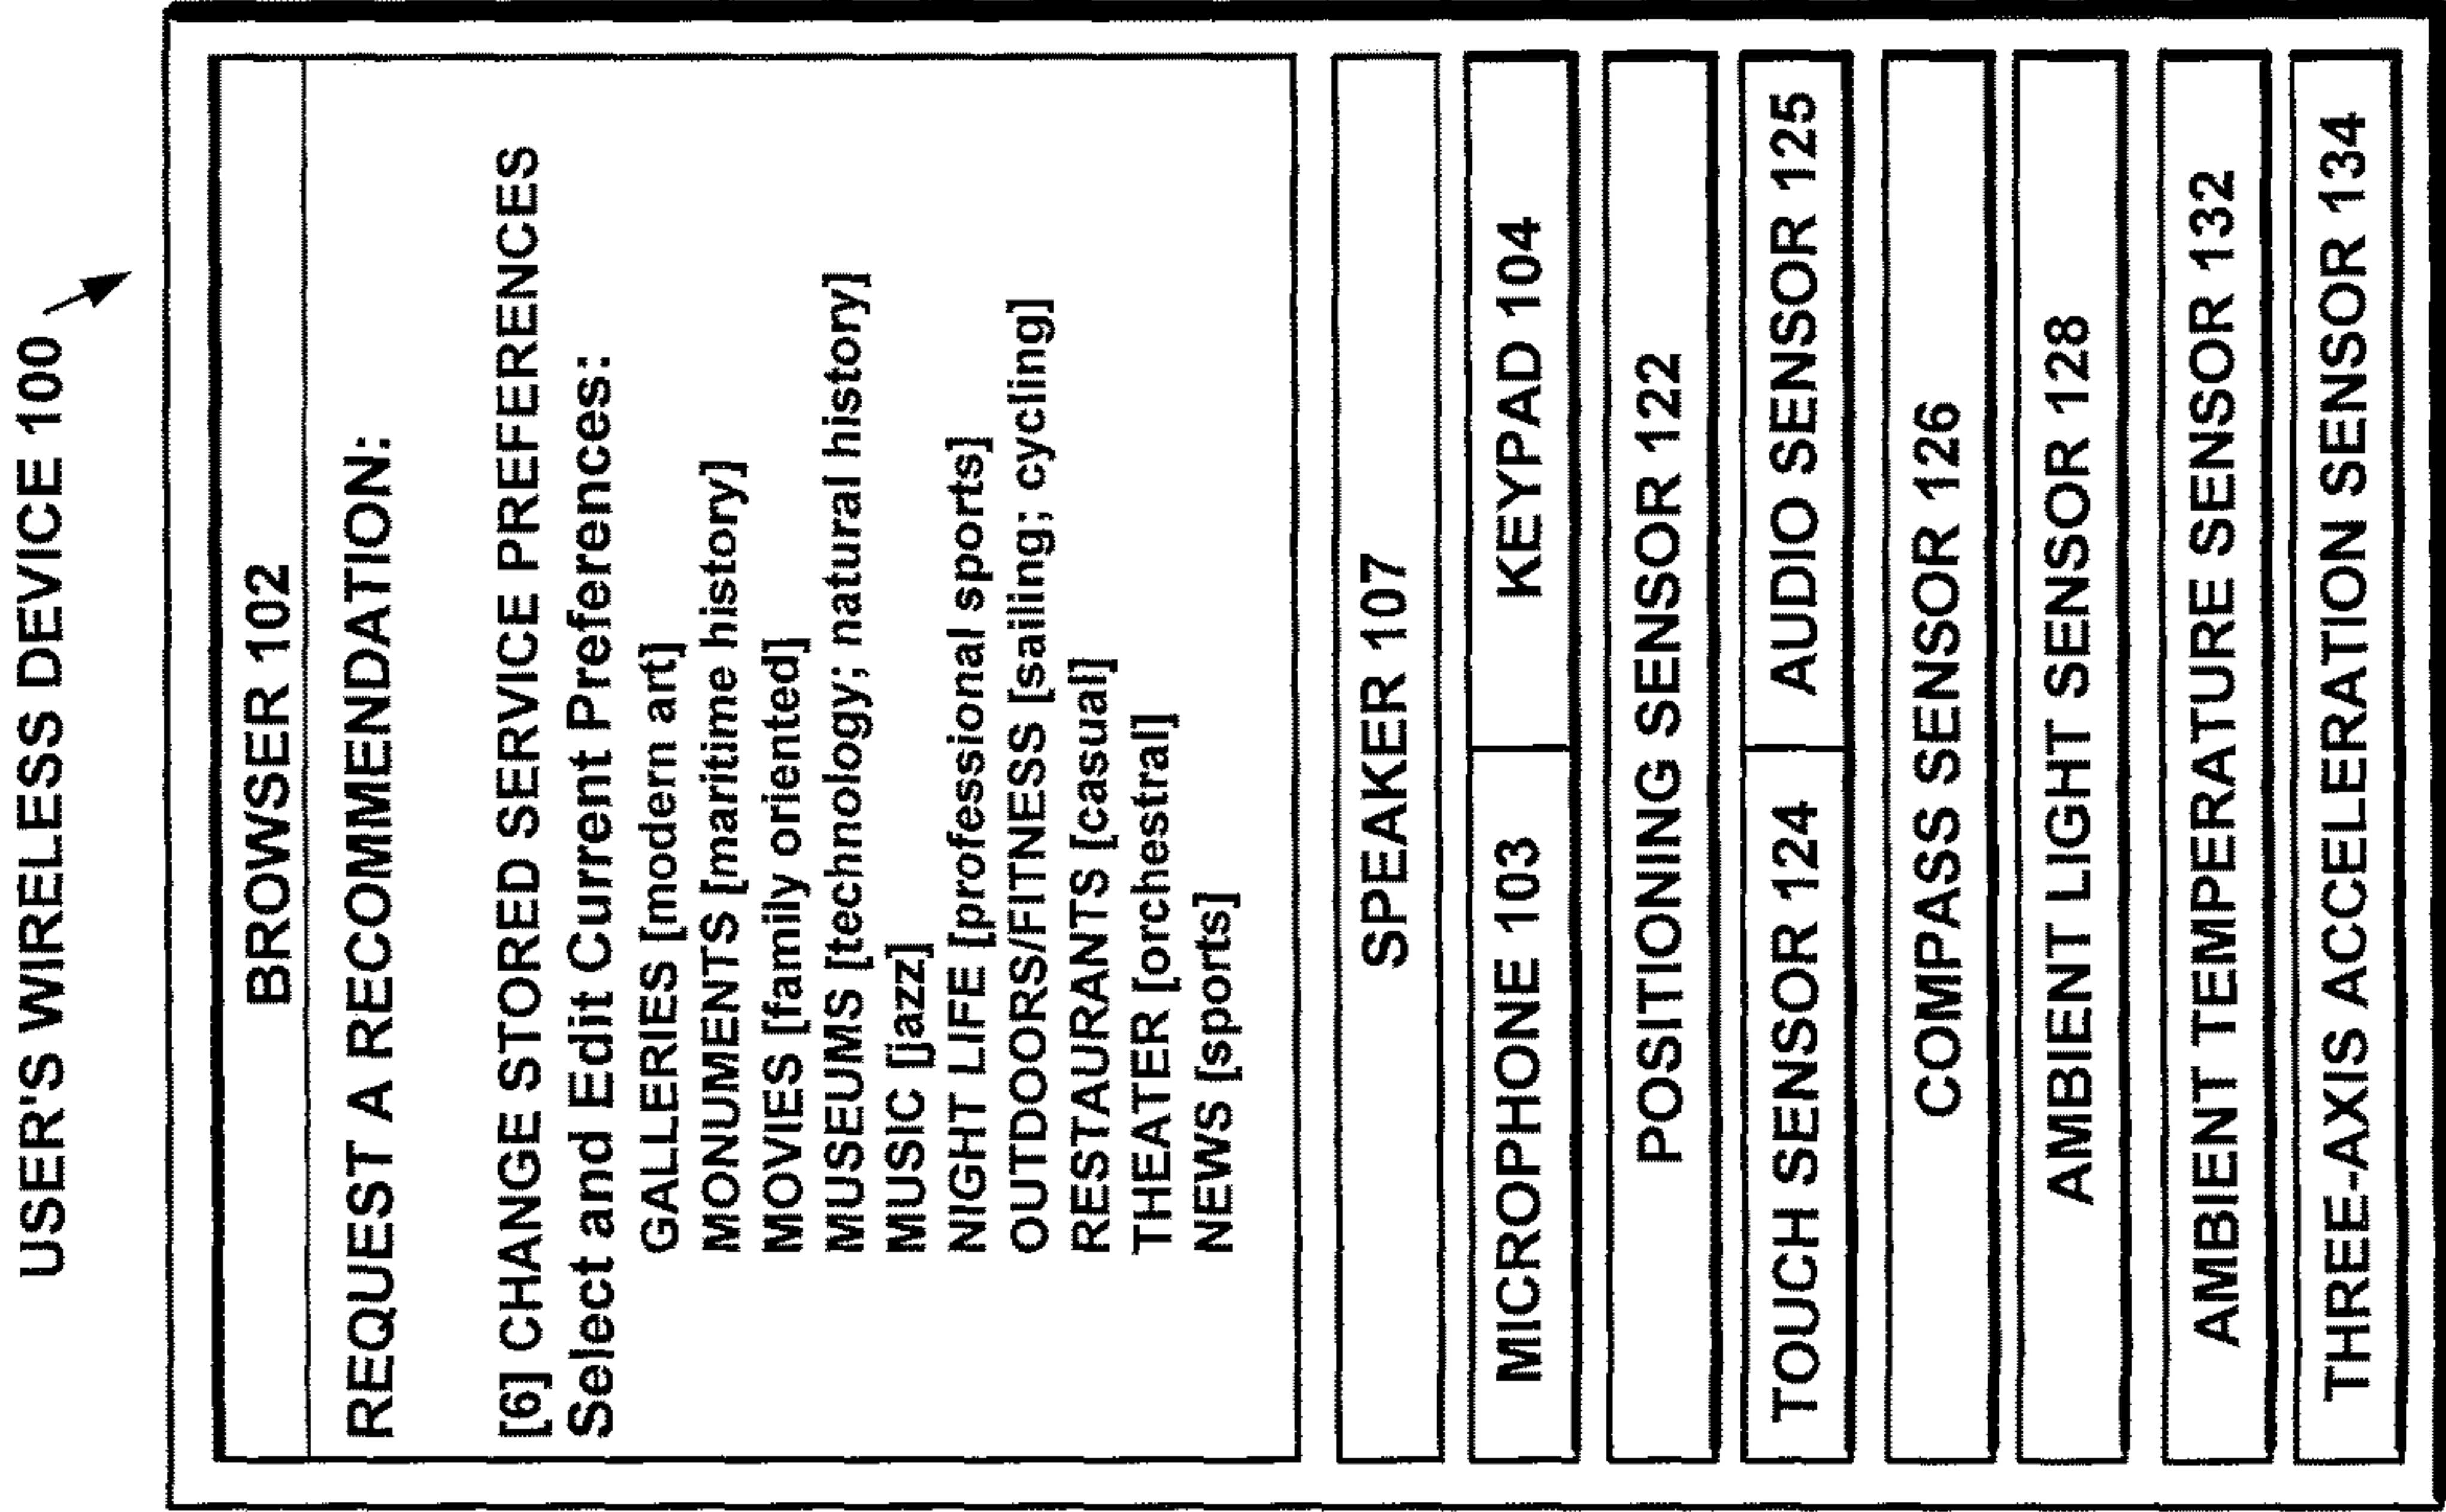 USER'S WIRELESS DEVICE 100
BROWSER 102
REQUEST A RECOMMENDATION:
[6] CHANGE STORED SERVICE PREFERENCES
Select and Edit Current Preferences:
GALLERIES [modern art]
MONUMENTS [maritime history]
MOVIES [family oriented]
MUSEUMS [technology; natural history]
MUSIC [jazz]
NIGHT LIFE [professional sports]
OUTDOORS/FITNESS [sailing; cycling]
RESTAURANTS [casual]
THEATER [orchestral]
NEWS [sports]
SPEAKER 107
MICROPHONE 103 KEYPAD 104
POSITIONING SENSOR 122
TOUCH SENSOR 124 AUDIO SENSOR 125
COMPASS SENSOR 126
AMBIENT LIGHT SENSOR 128
AMBIENT TEMPERATURE SENSOR 132
THREE-AXIS ACCELERATION SENSOR 134